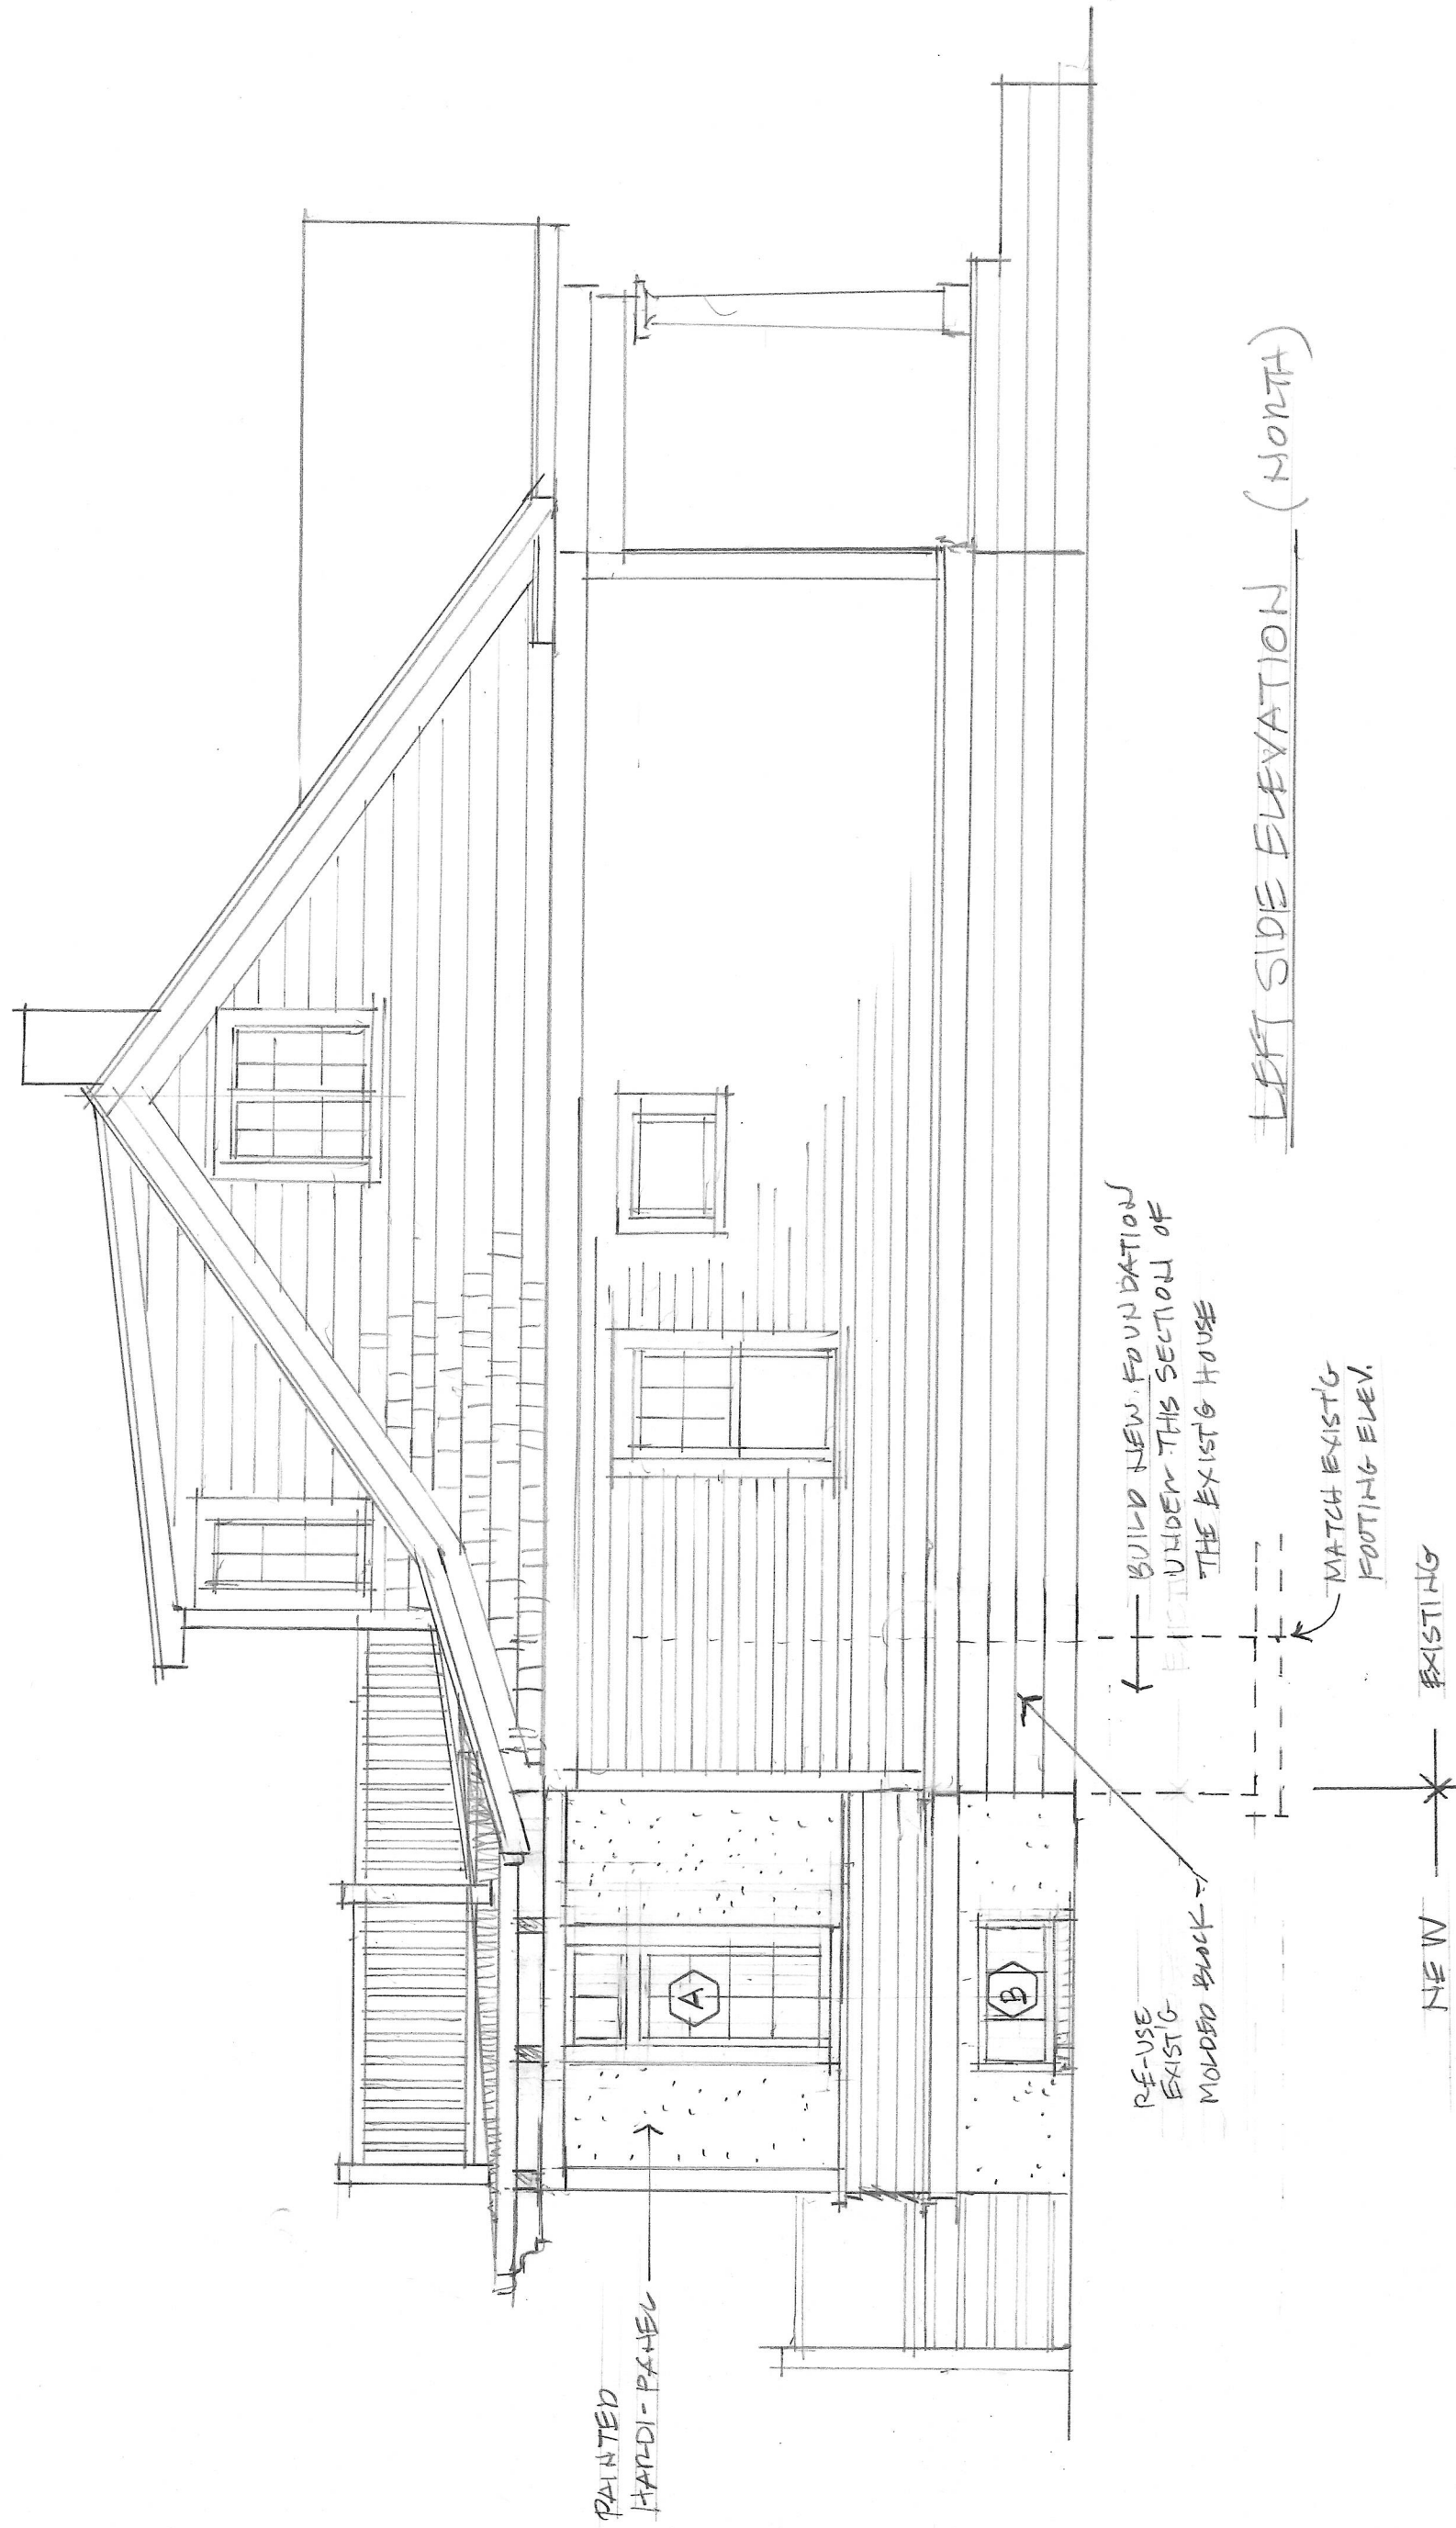 PAINTED
HARDI-PANEL
A
B
RE-USE
EXIST'G
MOLDED BLOCK
BUILD NEW FOUNDATION
UNDER THIS SECTION OF
THE EXIST'G HOUSE
MATCH EXIST'G
FOOTING ELEV.
NEW
EXISTING
LEFT SIDE ELEVATION (NORTH)